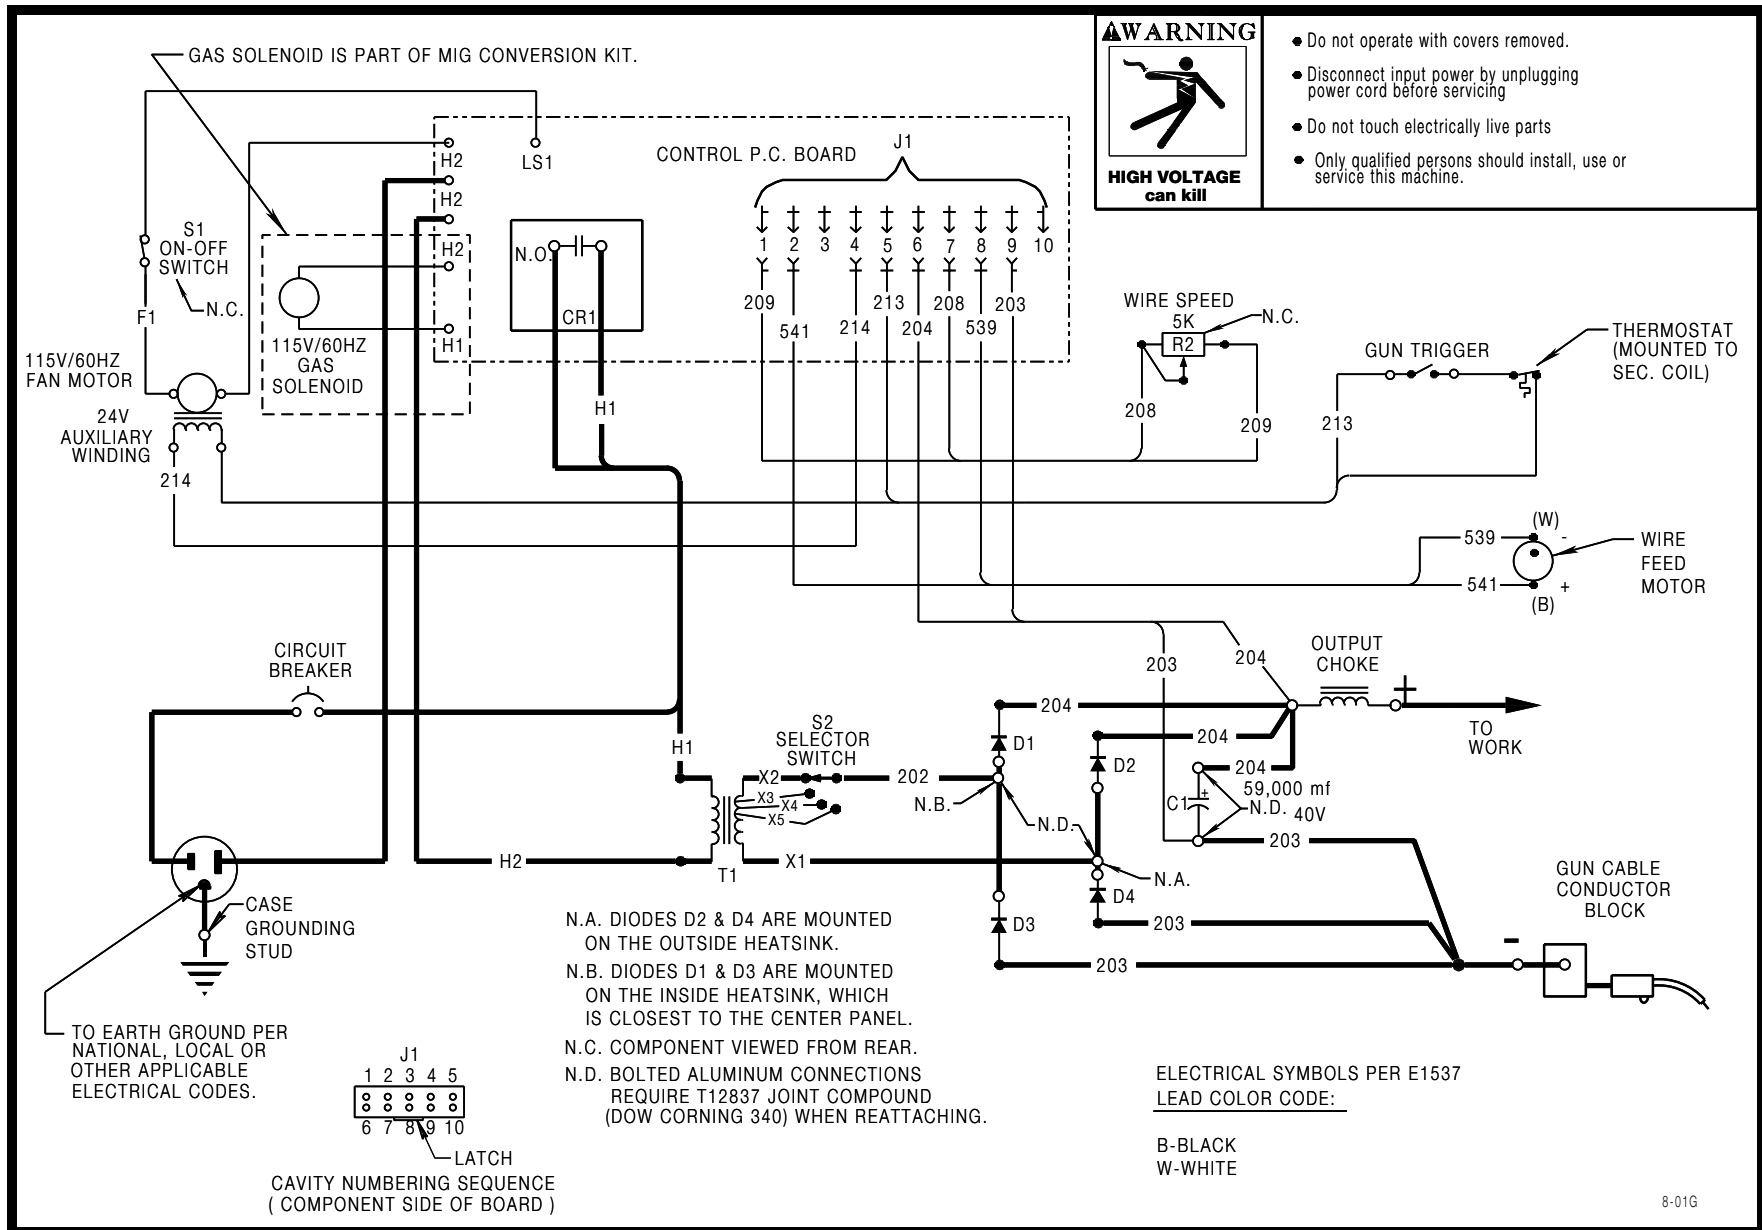 GAS SOLENOID IS PART OF MIG CONVERSION KIT.
WARNING
HIGH VOLTAGE
can kill
Do not operate with covers removed.
Disconnect input power by unplugging
power cord before servicing
Do not touch electrically live parts
Only qualified persons should install, use or
service this machine.
H2
LS1
H2
H2
H1
CONTROL P.C. BOARD
J1
N.O.
CR1
1 2 3 4 5 6 7 8 9 10
209
541
214
213
204
208
539
203
S1
ON-OFF
SWITCH
N.C.
F1
115V/60HZ
GAS
SOLENOID
115V/60HZ
FAN MOTOR
24V
AUXILIARY
WINDING
214
H1
WIRE SPEED
5K
R2
N.C.
208
209
GUN TRIGGER
213
THERMOSTAT
(MOUNTED TO
SEC. COIL)
(W)
-
539
541
+
(B)
WIRE
FEED
MOTOR
CIRCUIT
BREAKER
203
204
OUTPUT
CHOKE
+
TO
WORK
H1
S2
SELECTOR
SWITCH
X2
X3
X4
X5
X1
T1
H2
202
N.B.
204
D1
204
D2
N.D.
204
59,000 mf
40V
C1
+
N.D.
203
N.A.
D4
203
D3
203
-
GUN CABLE
CONDUCTOR
BLOCK
CASE
GROUNDING
STUD
TO EARTH GROUND PER
NATIONAL, LOCAL OR
OTHER APPLICABLE
ELECTRICAL CODES.
N.A. DIODES D2 & D4 ARE MOUNTED
ON THE OUTSIDE HEATSINK.
N.B. DIODES D1 & D3 ARE MOUNTED
ON THE INSIDE HEATSINK, WHICH
IS CLOSEST TO THE CENTER PANEL.
N.C. COMPONENT VIEWED FROM REAR.
N.D. BOLTED ALUMINUM CONNECTIONS
REQUIRE T12837 JOINT COMPOUND
(DOW CORNING 340) WHEN REATTACHING.
J1
1 2 3 4 5
6 7 8 9 10
LATCH
CAVITY NUMBERING SEQUENCE
( COMPONENT SIDE OF BOARD )
ELECTRICAL SYMBOLS PER E1537
LEAD COLOR CODE:
B-BLACK
W-WHITE
8-01G